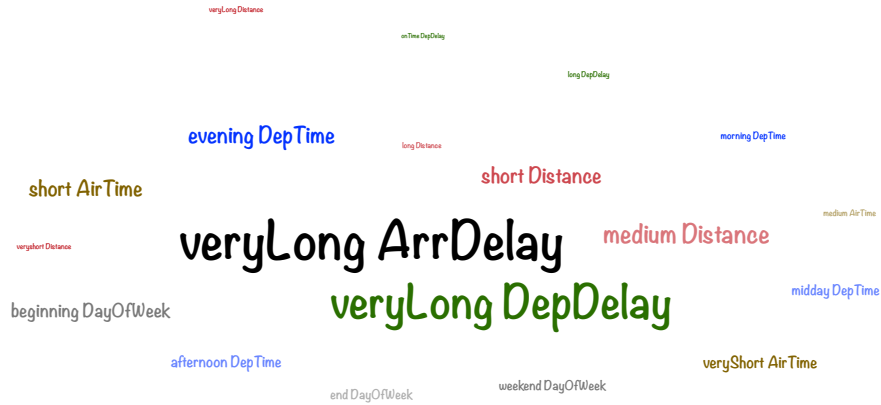 veryLong Distance
onTime DepDelay
long DepDelay
evening DepTime
morning DepTime
long Distance
short Distance
short AirTime
medium AirTime
medium Distance
veryLong ArrDelay
veryshort Distance
midday DepTime
veryLong DepDelay
beginning DayOfWeek
afternoon DepTime
veryShort AirTime
weekend DayOfWeek
end DayOfWeek